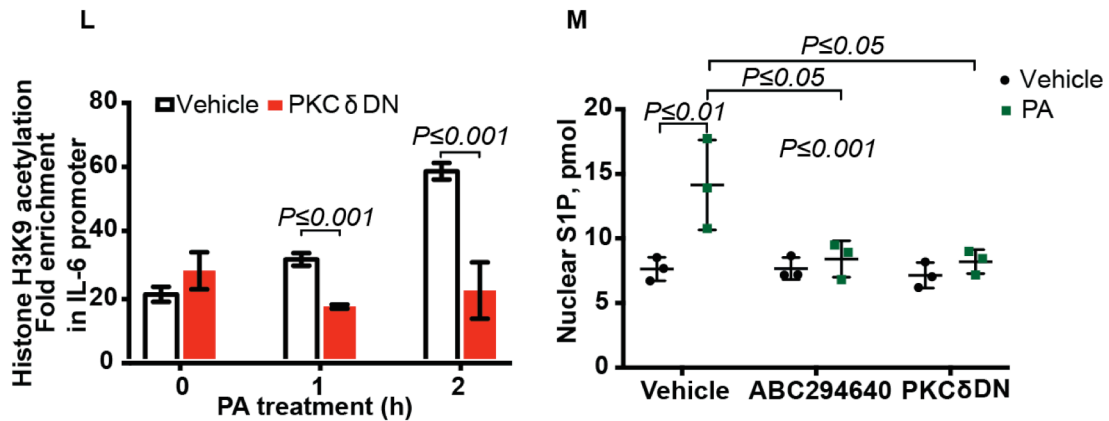 L
Histone H3K9 acetylation
Fold enrichment
in IL-6 promoter
80
60
40
20
0
Vehicle
PKC δ DN
P≤0.001
P≤0.001
0
1
2
PA treatment (h)
M
Nuclear S1P, pmol
20
15
10
5
0
P≤0.05
P≤0.05
P≤0.01
P≤0.001
Vehicle
PA
Vehicle
ABC294640
PKCδDN